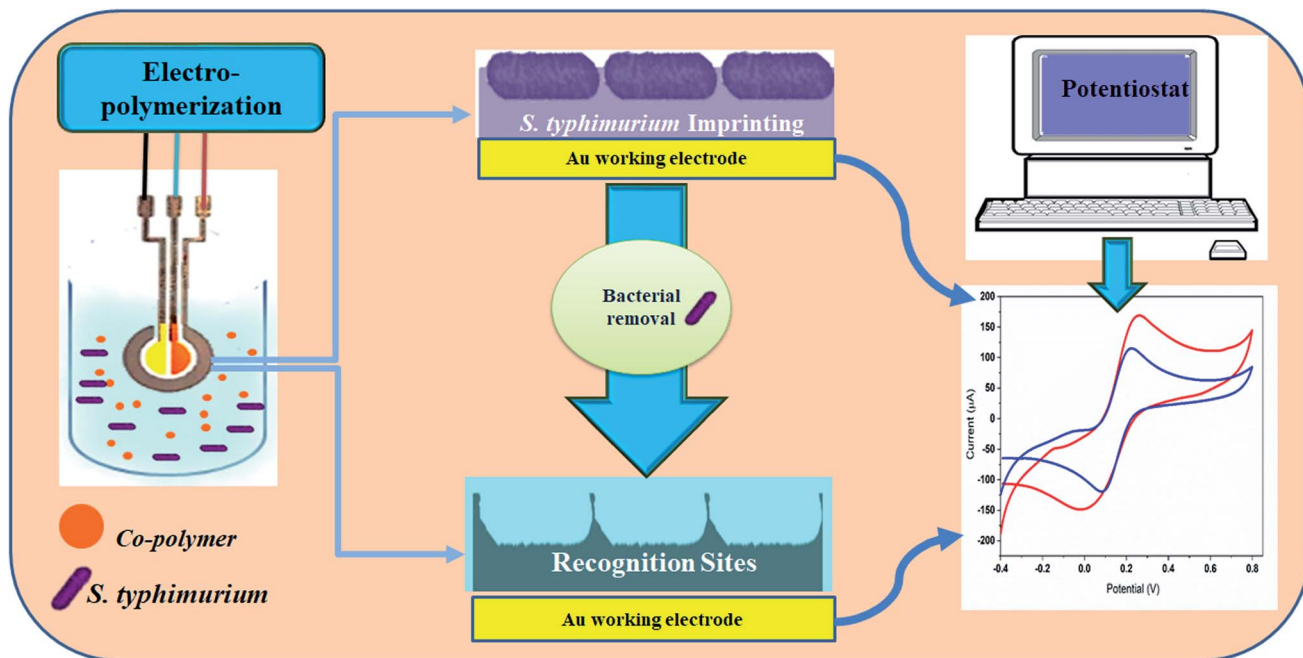 Electro-
polymerization
Co-polymer
S. typhimurium
S. typhimurium Imprinting
Au working electrode
Bacterial
removal
Recognition Sites
Au working electrode
Potentiostat
200
150
100
50
0
-50
-100
-150
-200
Current (µA)
-0.4
-0.2
0.0
0.2
0.4
0.6
0.8
Potential (V)